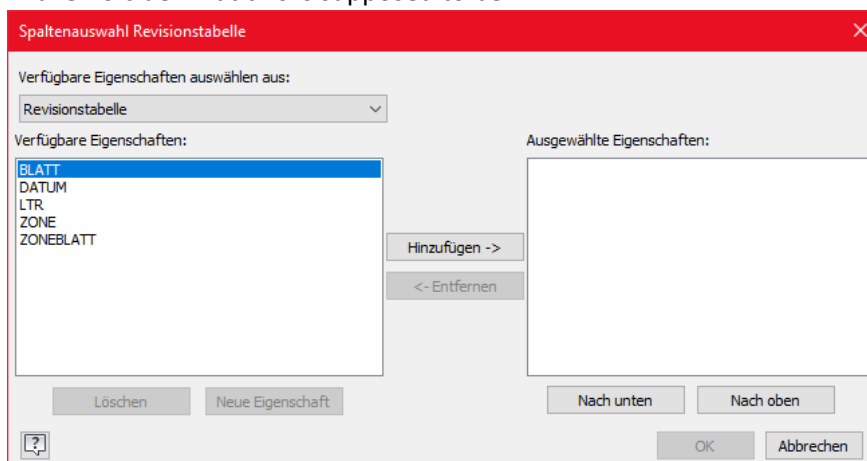 Spaltenauswahl Revisionstabelle
Verfügbare Eigenschaften auswählen aus:
Revisionstabelle
Verfügbare Eigenschaften:
Ausgewählte Eigenschaften:
BLATT
DATUM
LTR
ZONE
ZONEBLATT
Hinzufügen ->
<- Entfernen
Löschen
Neue Eigenschaft
Nach unten
Nach oben
?
OK
Abbrechen